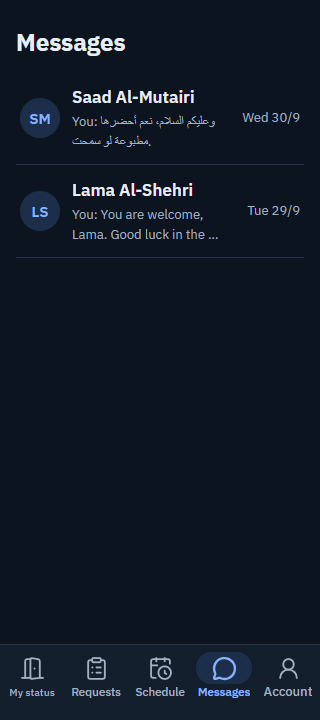 Messages
SM
Saad Al-Mutairi
You: وعليكم السلام، نعم أحضرها
مطبوعة لو سمحت.
Wed 30/9
LS
Lama Al-Shehri
You: You are welcome,
Lama. Good luck in the ...
Tue 29/9
My status
Requests
Schedule
Messages
Account